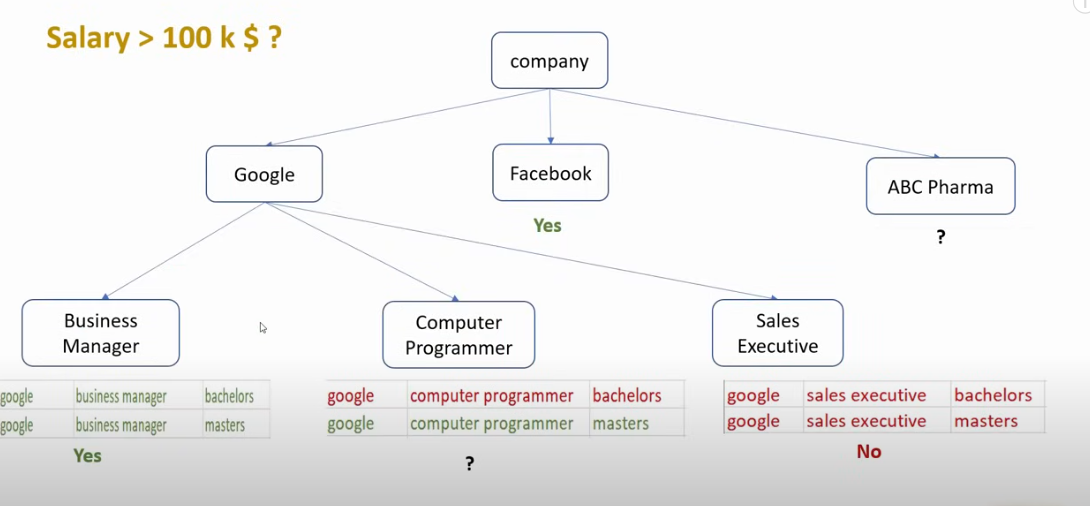 Salary > 100 k $ ?
company
Google
Facebook
ABC Pharma
Yes
?
Business
Manager
Computer
Programmer
Sales
Executive
google business manager bachelors
google business manager masters
Yes
google computer programmer bachelors
google computer programmer masters
?
google sales executive bachelors
google sales executive masters
No